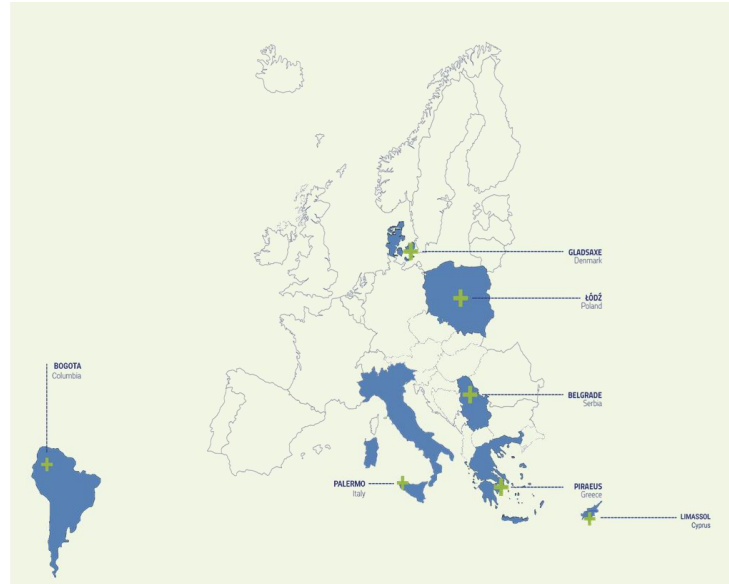 GLADSAXE
Denmark
ŁÓDŹ
Poland
BOGOTA
Columbia
BELGRADE
Serbia
PALERMO
Italy
PIRAEUS
Greece
LIMASSOL
Cyprus